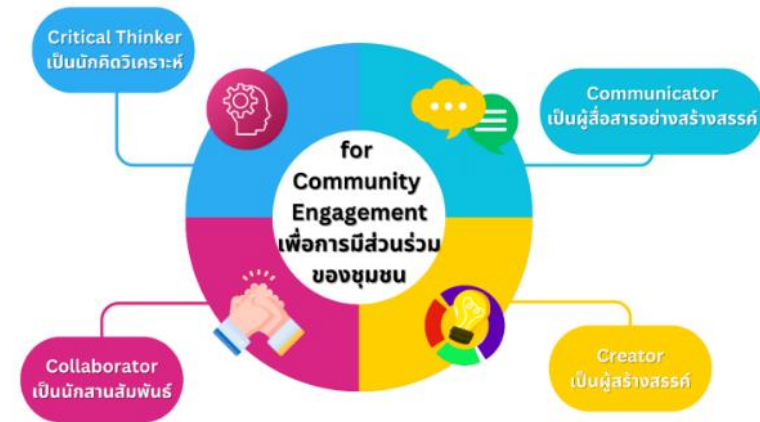 Critical Thinker
เป็นนักคิดวิเคราะห์
Communicator
เป็นผู้สื่อสารอย่างสร้างสรรค์
for
Community
Engagement
เพื่อการมีส่วนร่วม
ของชุมชน
Collaborator
เป็นนักสานสัมพันธ์
Creator
เป็นผู้สร้างสรรค์